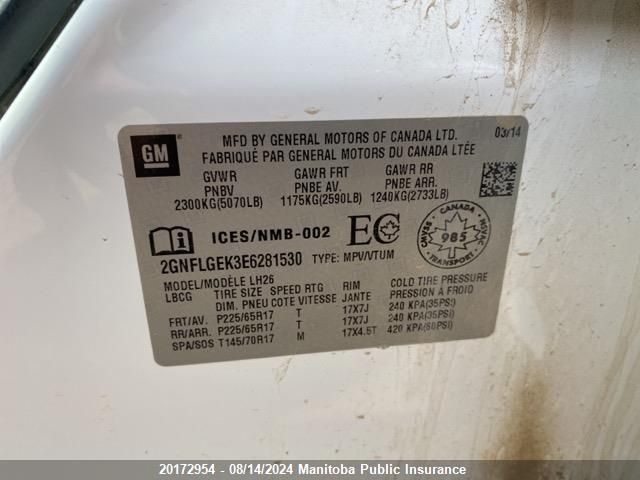 GM
MFD BY GENERAL MOTORS OF CANADA LTD. 03/14
FABRIQUÉ PAR GENERAL MOTORS DU CANADA LTÉE
GVWR GAWR FRT GAWR RR
PNBV PNBE AV. PNBE ARR.
2300KG(5070LB) 1175KG(2590LB) 1240KG(2733LB)
ICES/NMB-002 EC
CANADA
CMVSS 985 NSVAC
TRANSPORT
2GNFLGEK3E6281530 TYPE: MPV/VTUM
MODEL/MODÈLE LH26
LBCG TIRE SIZE SPEED RTG RIM COLD TIRE PRESSURE
DIM. PNEU COTE VITESSE JANTE PRESSION À FROID
FRT/AV. P225/65R17 T 17X7J 240 KPA(35PSI)
RR/ARR. P225/65R17 T 17X7J 240 KPA(35PSI)
SPA/SOS T145/70R17 M 17X4.5T 420 KPA(60PSI)
20172954 - 08/14/2024 Manitoba Public Insurance